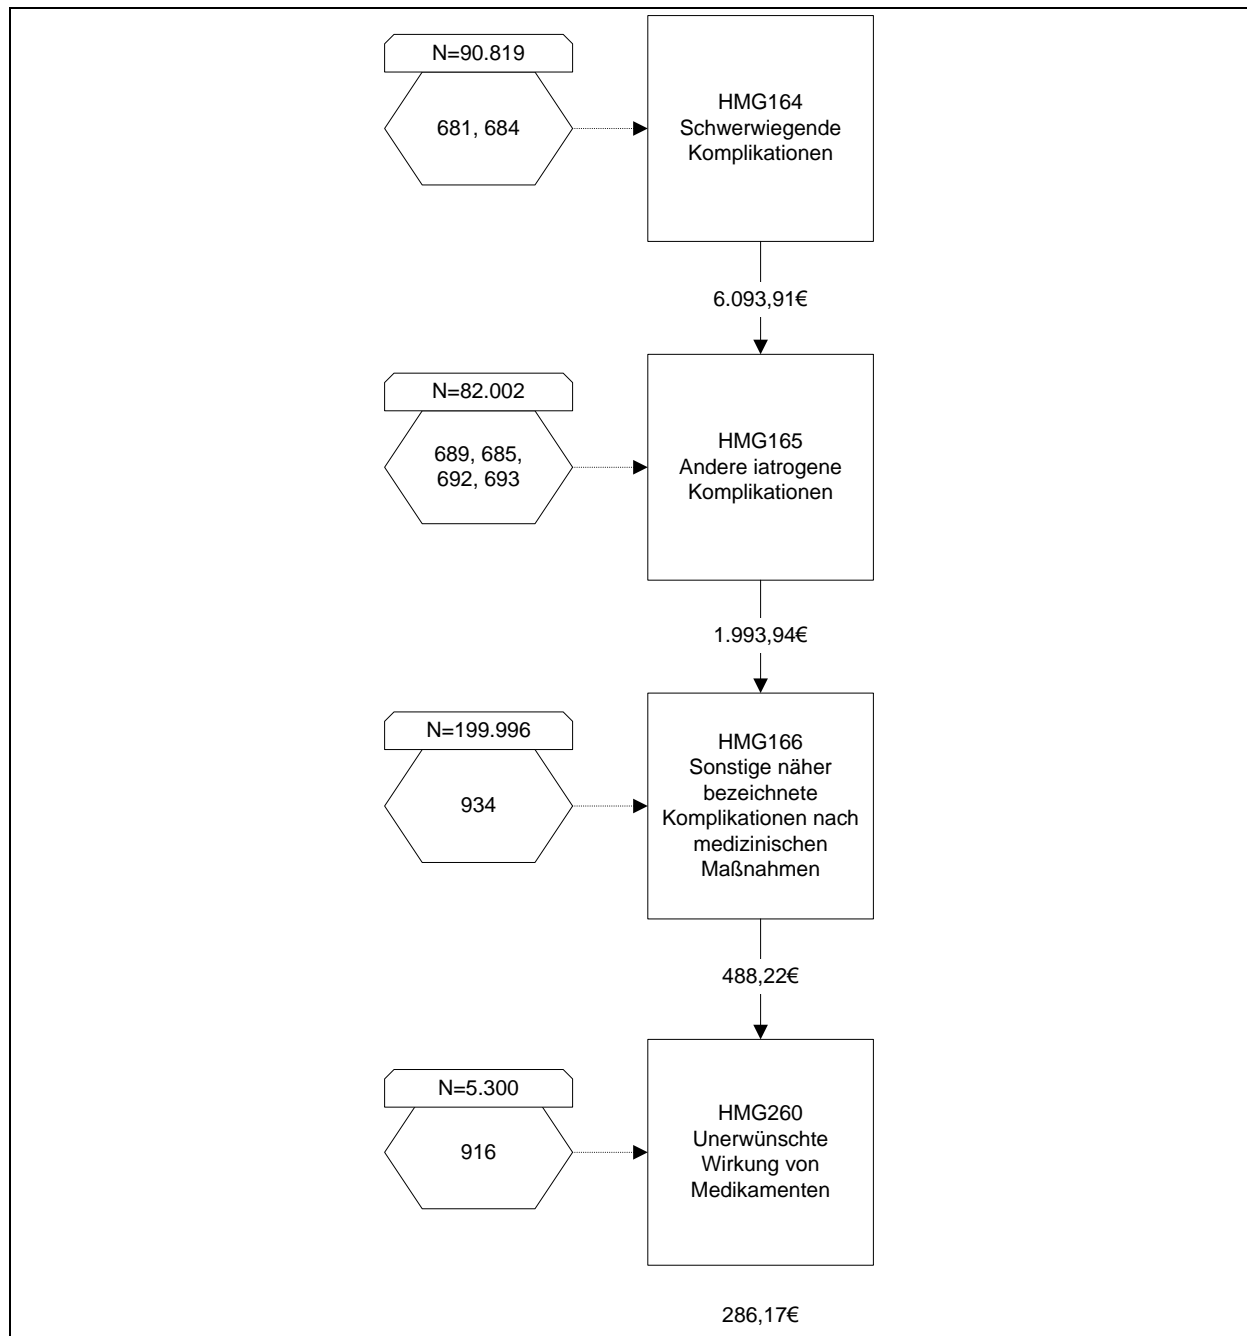 N=90.819
681, 684
HMG164
Schwerwiegende
Komplikationen
6.093,91€
N=82.002
689, 685,
692, 693
HMG165
Andere iatrogene
Komplikationen
1.993,94€
N=199.996
934
HMG166
Sonstige näher
bezeichnete
Komplikationen nach
medizinischen
Maßnahmen
488,22€
N=5.300
916
HMG260
Unerwünschte
Wirkung von
Medikamenten
286,17€